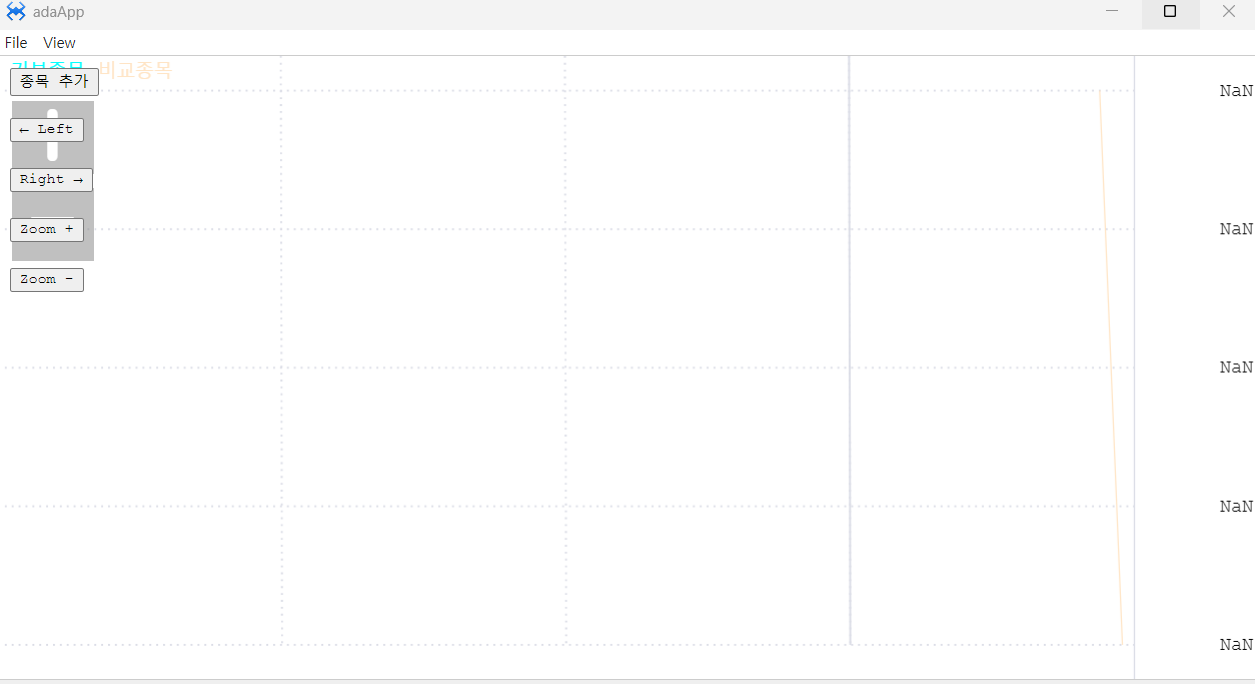 adaApp
File View
비교종목
종목 추가
NaN
← Left
Right →
Zoom +
NaN
Zoom -
NaN
NaN
NaN